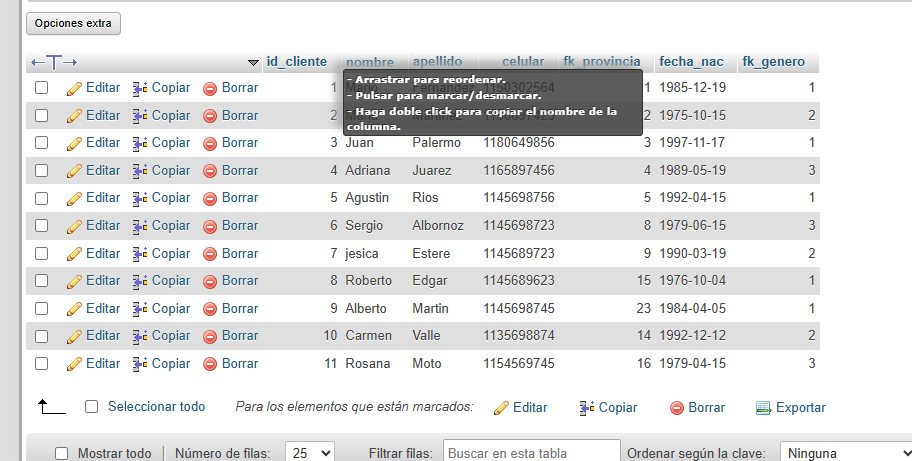 Opciones extra
←T→ id_cliente nombre apellido celular fk_provincia fecha_nac fk_genero
Editar Copiar Borrar 1 Mario Fernandez 1150302564 1 1985-12-19 1
- Arrastrar para reordenar.
- Pulsar para marcar/desmarcar.
- Haga doble click para copiar el nombre de la
columna.
Editar Copiar Borrar 2 2 1975-10-15 2
Editar Copiar Borrar 3 Juan Palermo 1180649856 3 1997-11-17 1
Editar Copiar Borrar 4 Adriana Juarez 1165897456 4 1989-05-19 3
Editar Copiar Borrar 5 Agustin Rios 1145698756 5 1992-04-15 1
Editar Copiar Borrar 6 Sergio Albornoz 1145698723 8 1979-06-15 3
Editar Copiar Borrar 7 jesica Estere 1145689723 9 1990-03-19 2
Editar Copiar Borrar 8 Roberto Edgar 1145689623 15 1976-10-04 1
Editar Copiar Borrar 9 Alberto Martin 1145698745 23 1984-04-05 1
Editar Copiar Borrar 10 Carmen Valle 1135698874 14 1992-12-12 2
Editar Copiar Borrar 11 Rosana Moto 1154569745 16 1979-04-15 3
Seleccionar todo Para los elementos que están marcados: Editar Copiar Borrar Exportar
Mostrar todo | Número de filas: 25 Filtrar filas: Buscar en esta tabla Ordenar según la clave: Ninguna